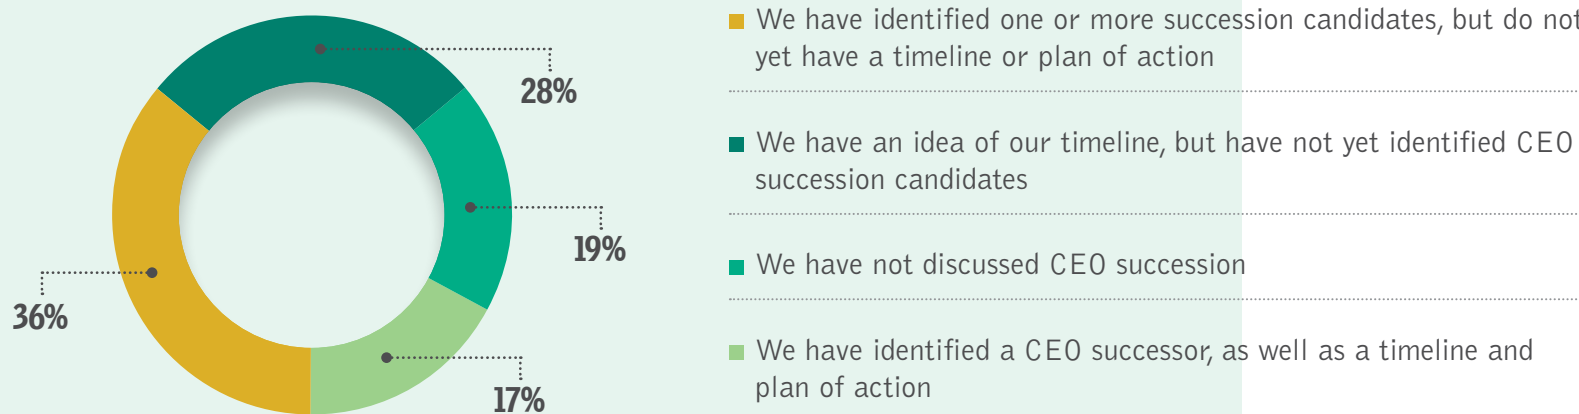 28%
19%
36%
17%
We have identified one or more succession candidates, but do not
yet have a timeline or plan of action
We have an idea of our timeline, but have not yet identified CEO
succession candidates
We have not discussed CEO succession
We have identified a CEO successor, as well as a timeline and
plan of action